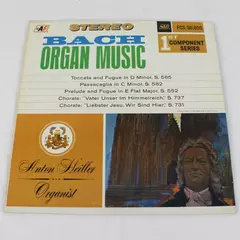 STEREO
BACH
ORGAN MUSIC
Toccata and Fugue in D Minor, S. 565
Passacaglia in C Minor, S. 582
Prelude and Fugue in E Flat Major, S. 552
Chorale: "Vater Unser Im Himmelreich," S. 737
Chorale: "Liebster Jesu, Wir Sind Hier," S. 731
1ST
COMPONENT
SERIES
Anton Heiller
Organist